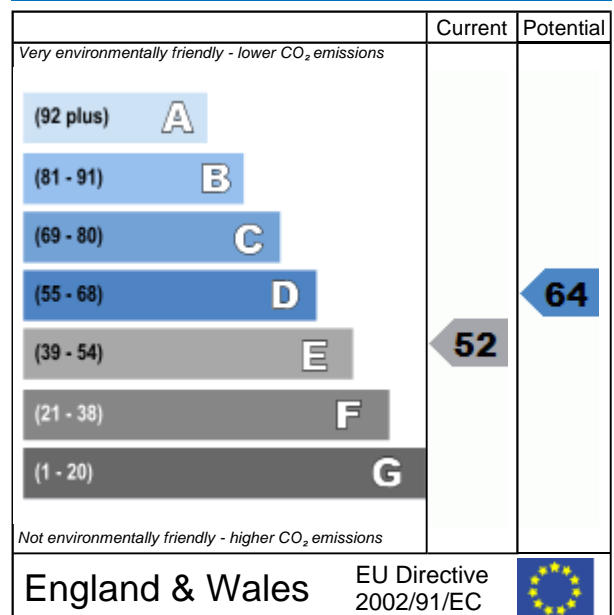 Current Potential
Very environmentally friendly - lower CO₂ emissions
(92 plus) A
(81 - 91) B
(69 - 80) C
(55 - 68) D
64
(39 - 54) E
52
(21 - 38) F
(1 - 20) G
Not environmentally friendly - higher CO₂ emissions
England & Wales
EU Directive
2002/91/EC